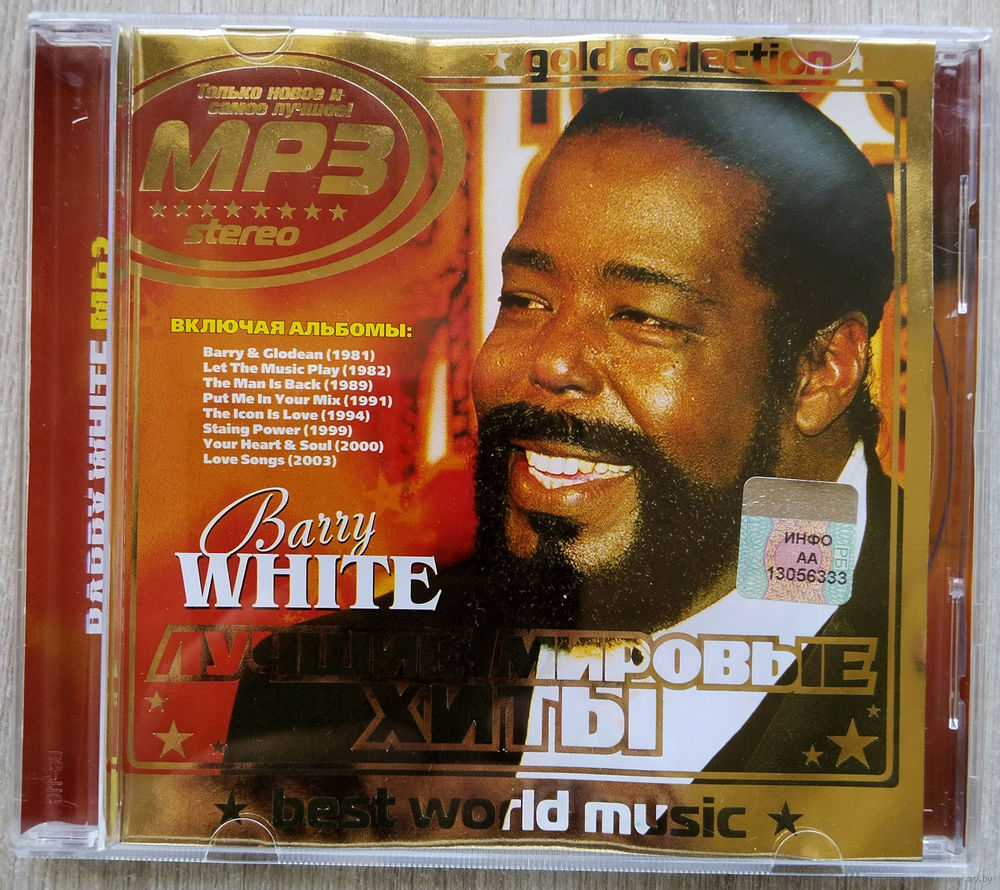 gold collection
Только новое и
самое лучшее!
MP3
stereo
BARRY WHITE MP3
ВКЛЮЧАЯ АЛЬБОМЫ:
Barry & Glodean (1981)
Let The Music Play (1982)
The Man Is Back (1989)
Put Me In Your Mix (1991)
The Icon Is Love (1994)
Staing Power (1999)
Your Heart & Soul (2000)
Love Songs (2003)
Barry
WHITE
ИНФО
АА
13056333
РБ
ЛУЧШИЕ МИРОВЫЕ
ХИТЫ
best world music